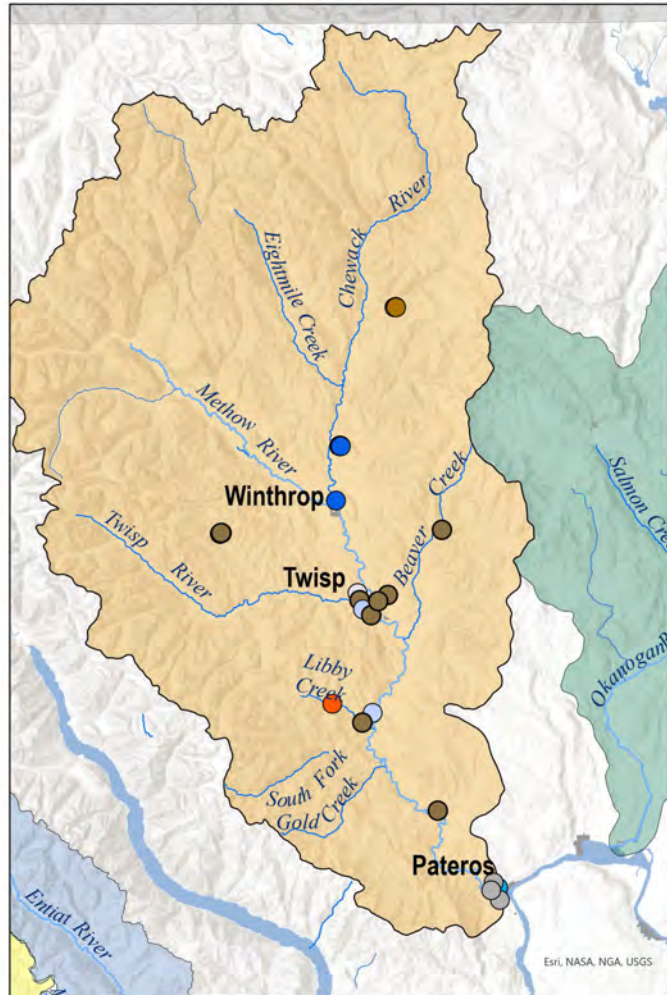 Chewack River
Eightmile Creek
Methow River
Winthrop
Beaver Creek
Twisp River
Twisp
Libby
Creek
South Fork
Gold Creek
Pateros
Salmon Cree
Okanogan
Entiat River
Esri, NASA, NGA, USGS